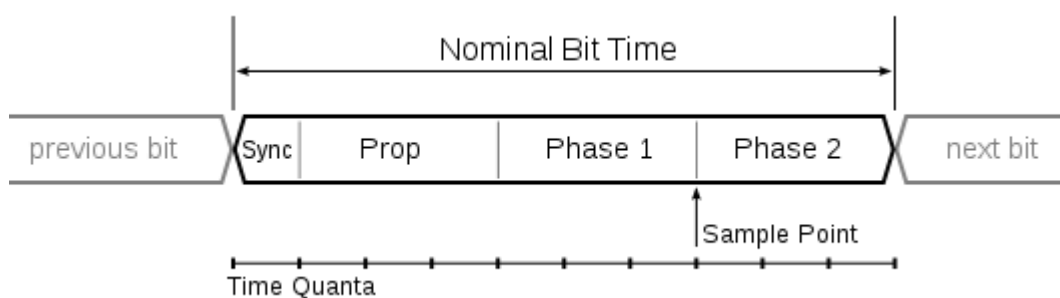 Nominal Bit Time
previous bit Sync Prop Phase 1 Phase 2 next bit
Sample Point
Time Quanta